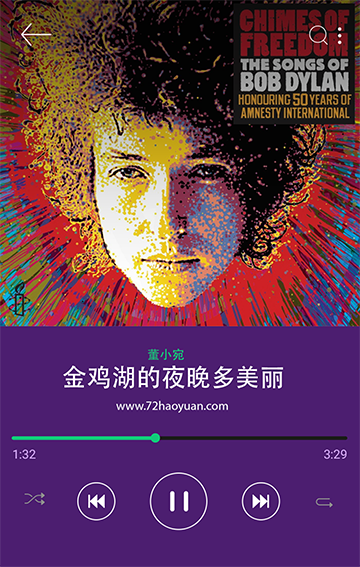 CHIMES OF
FREEDOM
THE SONGS OF
BOB DYLAN
HONOURING 50 YEARS OF
AMNESTY INTERNATIONAL
董小宛
金鸡湖的夜晚多美丽
www.72haoyuan.com
1:32
3:29